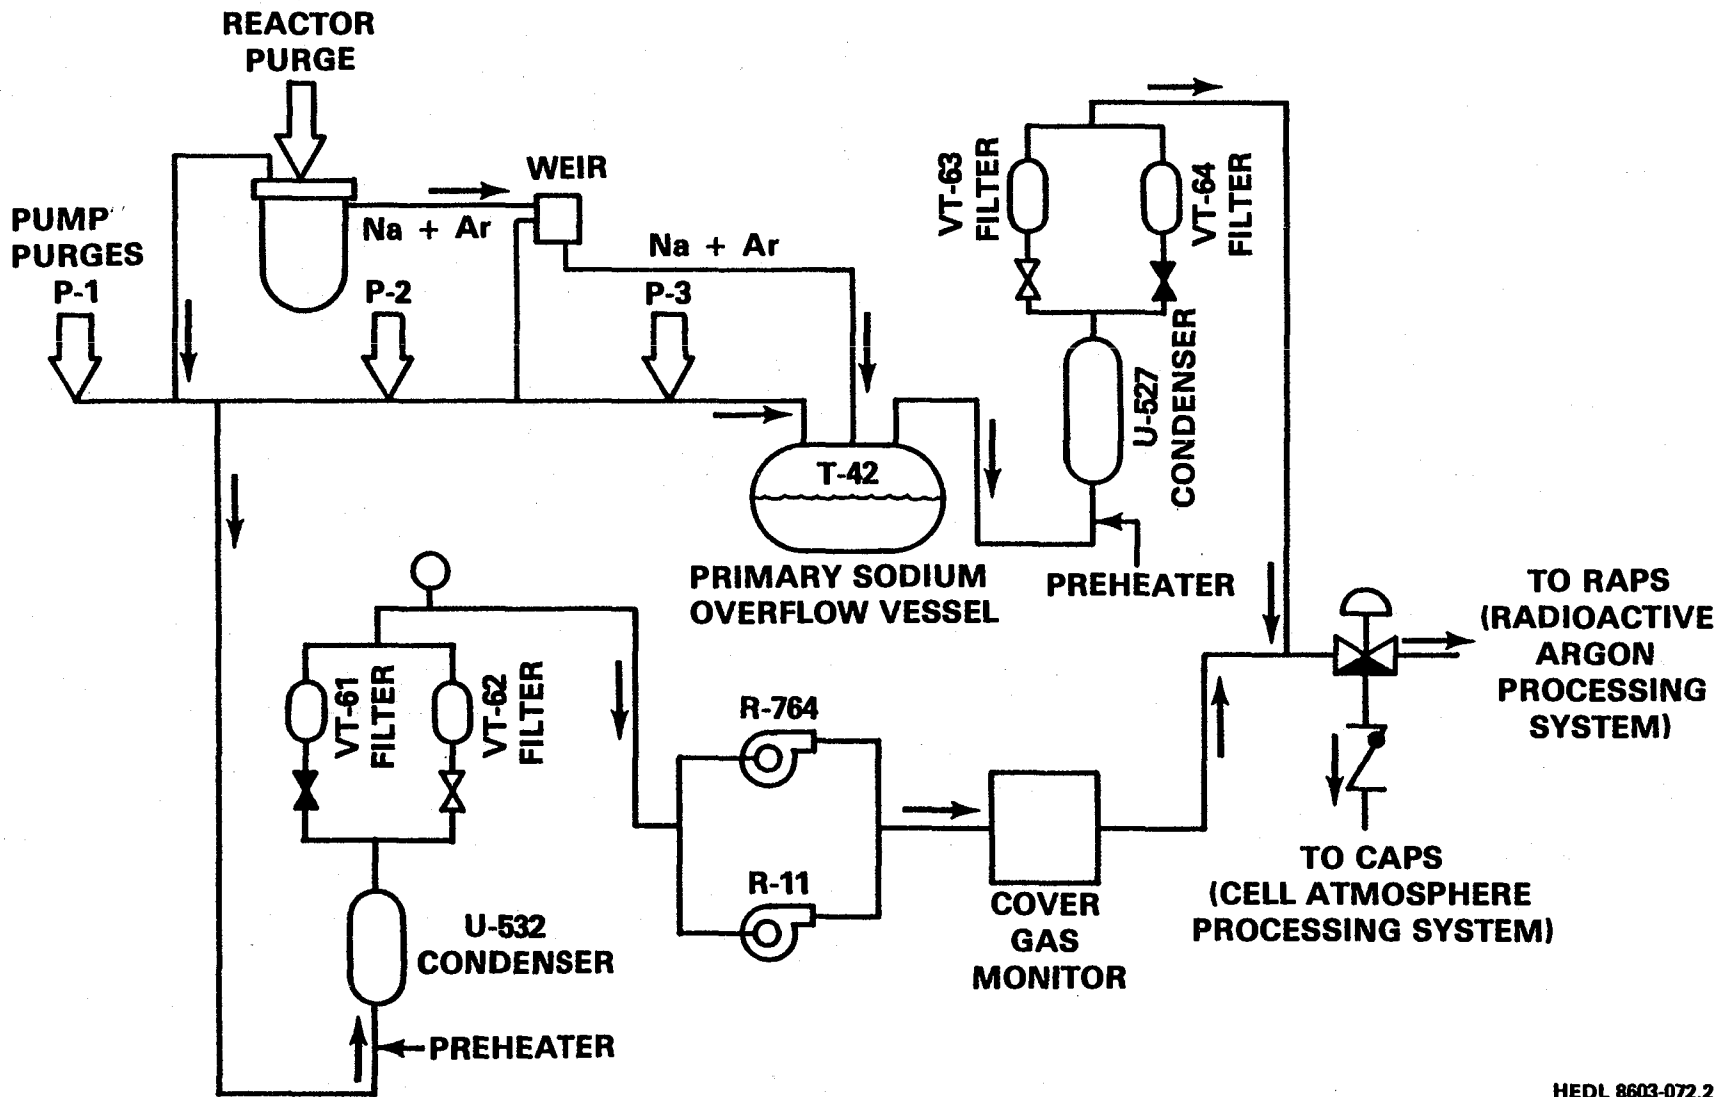 REACTOR
PURGE
WEIR
PUMP
PURGES
P-1
Na + Ar
P-2
Na + Ar
P-3
VT-63
FILTER
VT-64
FILTER
U-527
CONDENSER
T-42
PRIMARY SODIUM
OVERFLOW VESSEL
PREHEATER
TO RAPS
(RADIOACTIVE
ARGON
PROCESSING
SYSTEM)
VT-61
FILTER
VT-62
FILTER
R-764
R-11
COVER
GAS
MONITOR
TO CAPS
(CELL ATMOSPHERE
PROCESSING SYSTEM)
U-532
CONDENSER
PREHEATER
HEDL 8603-072.2